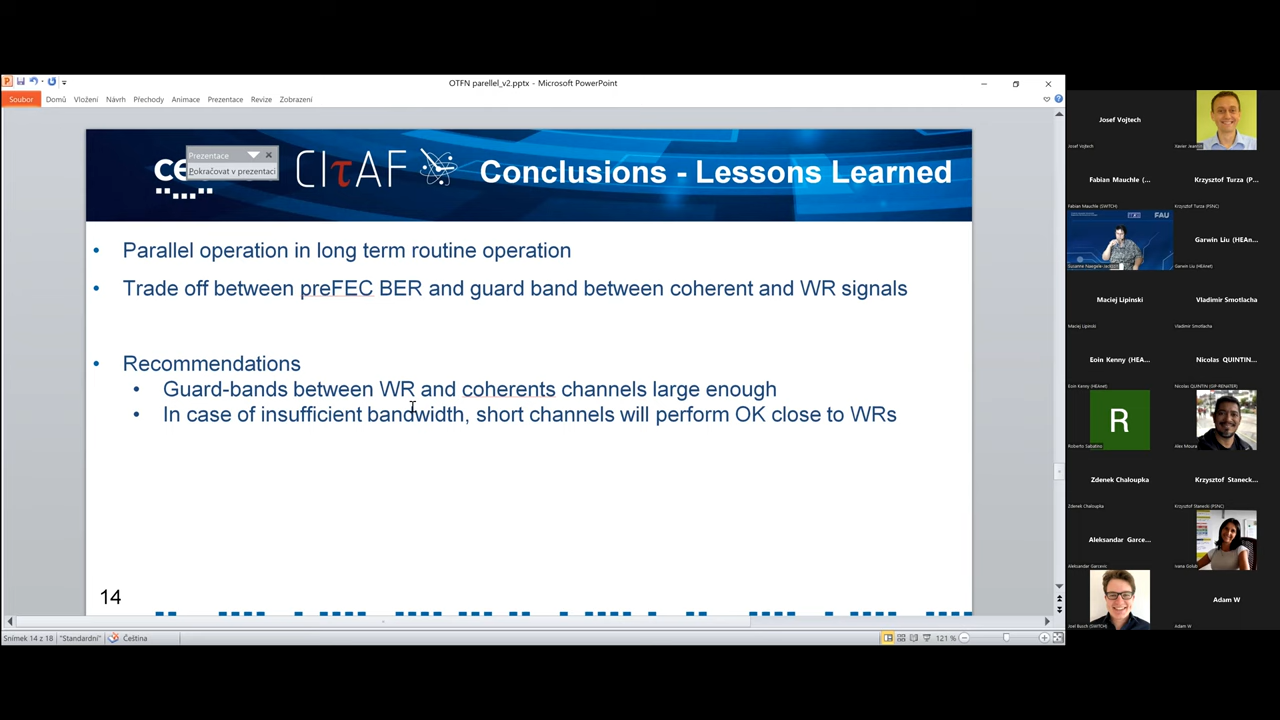 OTFN parellel_v2.pptx - Microsoft PowerPoint
Soubor Domů Vložení Návrh Přechody Animace Prezentace Revize Zobrazení
Prezentace
Pokračovat v prezentaci
CIτAF
Conclusions - Lessons Learned
• Parallel operation in long term routine operation
• Trade off between preFEC BER and guard band between coherent and WR signals
• Recommendations
• Guard-bands between WR and coherents channels large enough
• In case of insufficient bandwidth, short channels will perform OK close to WRs
14
Snímek 14 z 18 "Standardní" Čeština
121 %
Josef Vojtech
Josef Vojtech
Xavier Jeannin
Fabian Mauchle (...
Fabian Mauchle (SWITCH)
Krzysztof Turza (P...
Krzysztof Turza (PSNC)
FAU
Garwin Liu (HEAn...
Garwin Liu (HEAnet)
Maciej Lipinski
Maciej Lipinski
Vladimir Smotlacha
Vladimir Smotlacha
Eoin Kenny (HEA...
Eoin Kenny (HEAnet)
Nicolas QUINTIN...
Nicolas QUINTIN (GIP-RENATER)
R
Roberto Sabatino
Alex Moura
Zdenek Chaloupka
Zdenek Chaloupka
Krzysztof Staneck...
Krzysztof Stanecki (PSNC)
Aleksandar Garce...
Aleksandar Garcevis
Ivana Golub
Joel Busch (SWITCH)
Adam W
Adam W